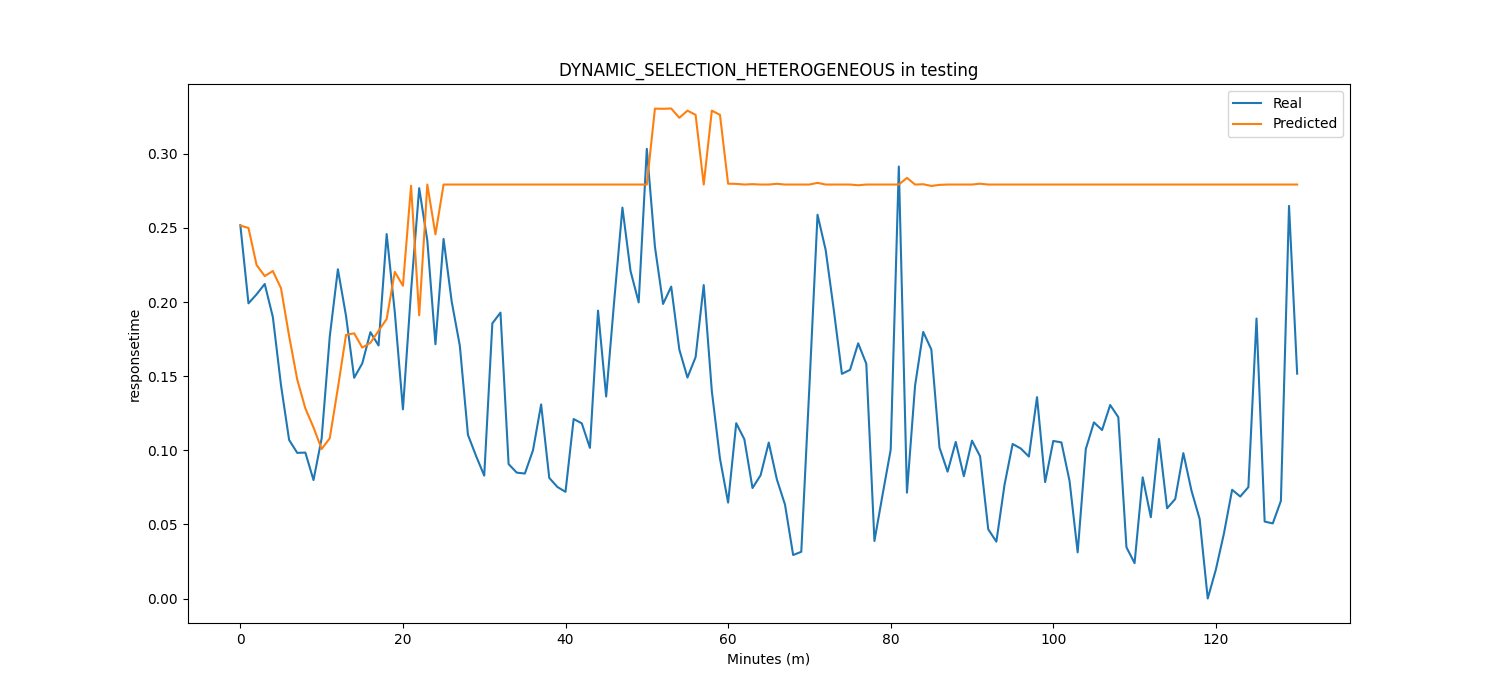 DYNAMIC_SELECTION_HETEROGENEOUS in testing
Real
Predicted
responsetime
0.30
0.25
0.20
0.15
0.10
0.05
0.00
0 20 40 60 80 100 120
Minutes (m)